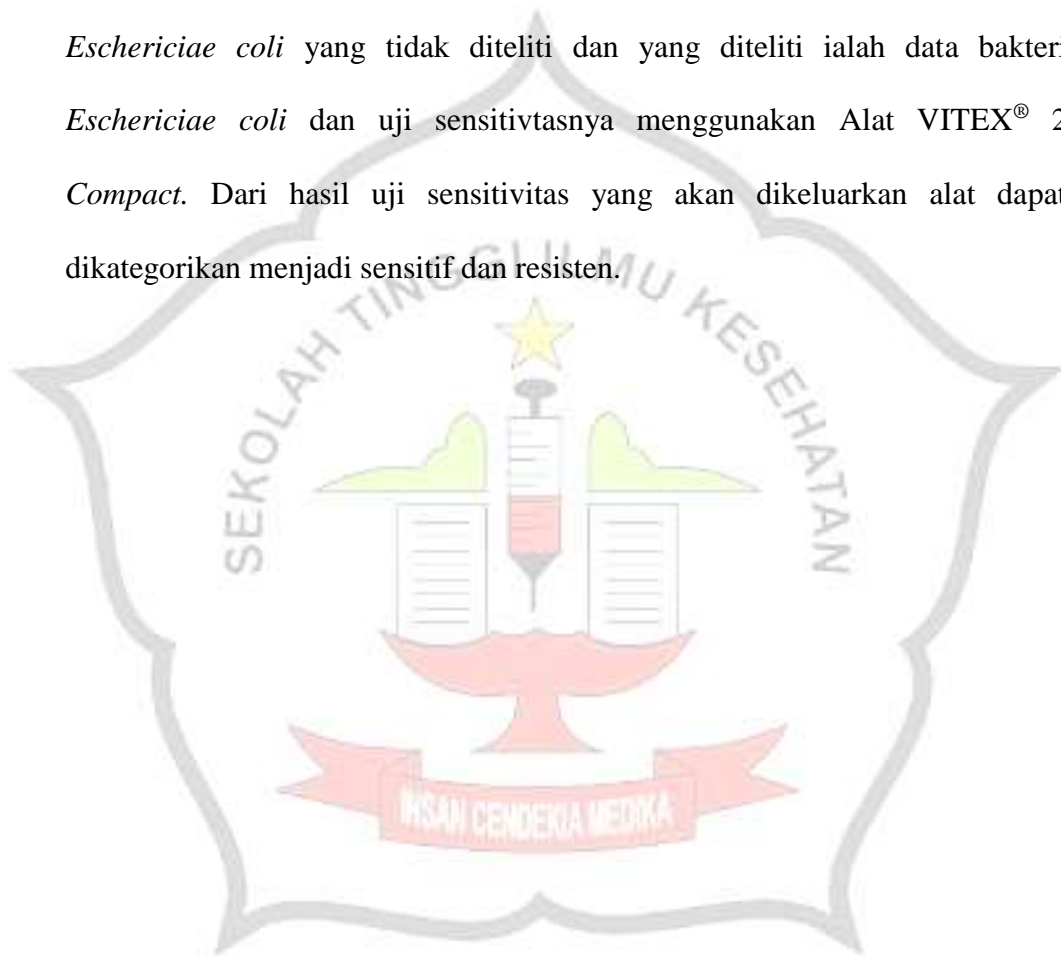 Eschericiae coli yang tidak diteliti dan yang diteliti ialah data bakteri
Eschericiae coli dan uji sensitivtasnya menggunakan Alat VITEX® 2
Compact. Dari hasil uji sensitivitas yang akan dikeluarkan alat dapat
dikategorikan menjadi sensitif dan resisten.
SEKOLAH TINGGI ILMU KESEHATAN
INSAN CENDEKIA MEDIKA